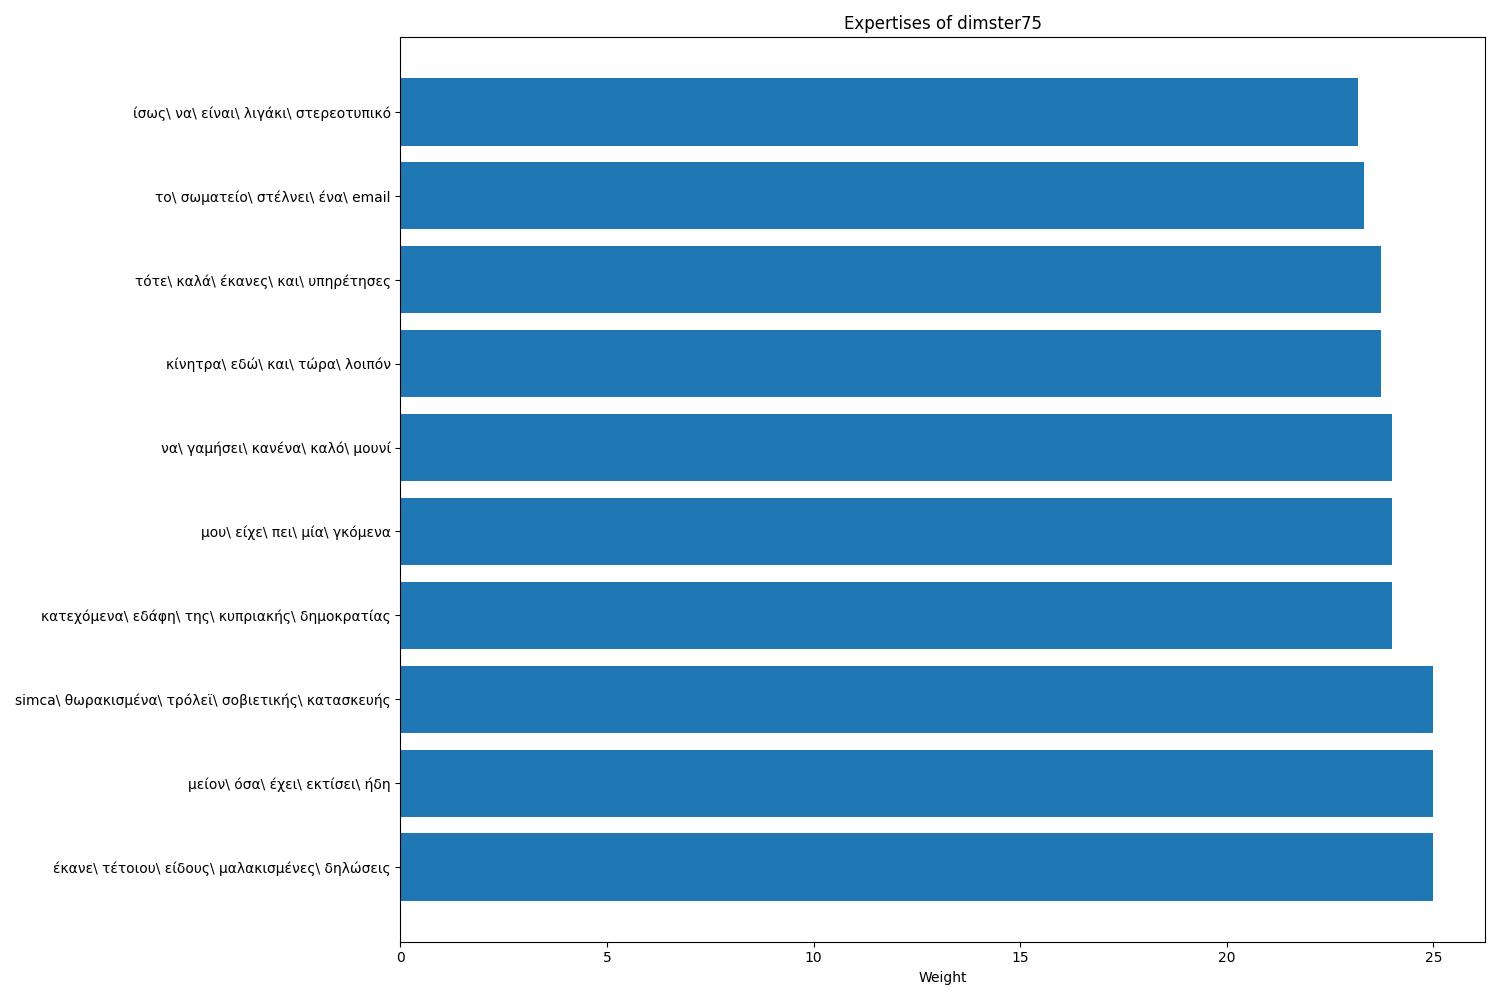 Expertises of dimster75
ίσως\ να\ είναι\ λιγάκι\ στερεοτυπικό
το\ σωματείο\ στέλνει\ ένα\ email
τότε\ καλά\ έκανες\ και\ υπηρέτησες
κίνητρα\ εδώ\ και\ τώρα\ λοιπόν
να\ γαμήσει\ κανένα\ καλό\ μουνί
μου\ είχε\ πει\ μία\ γκόμενα
κατεχόμενα\ εδάφη\ της\ κυπριακής\ δημοκρατίας
simca\ θωρακισμένα\ τρόλεϊ\ σοβιετικής\ κατασκευής
μείον\ όσα\ έχει\ εκτίσει\ ήδη
έκανε\ τέτοιου\ είδους\ μαλακισμένες\ δηλώσεις
0 5 10 15 20 25
Weight